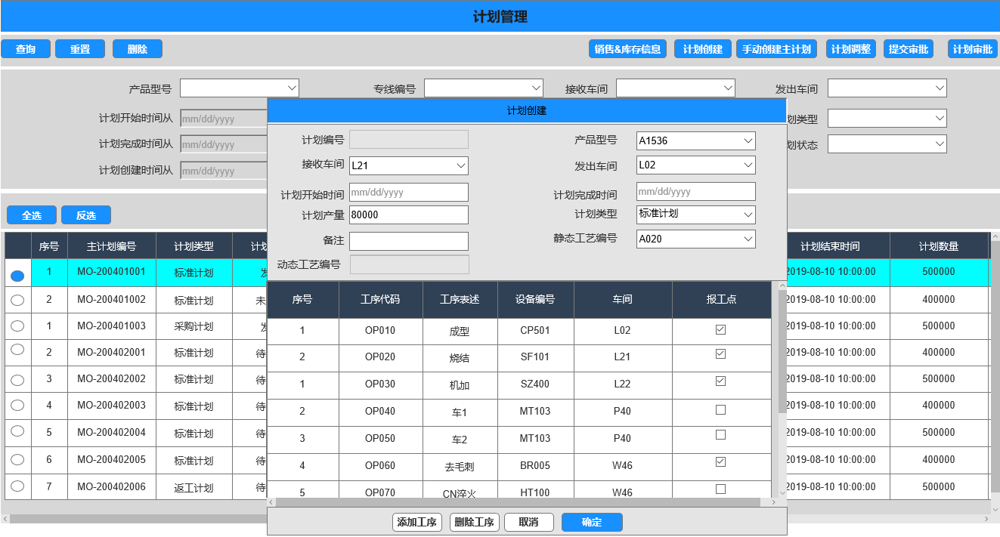 计划管理
查询 重置 删除 销售&库存信息 计划创建 手动创建主计划 计划调整 提交审批 计划审批
产品型号 专线编号 接收车间 发出车间
计划开始时间从 mm/dd/yyyy 划类型
计划完成时间从 mm/dd/yyyy 划状态
计划创建时间从 mm/dd/yyyy
全选 反选
序号 主计划编号 计划类型 计划 计划结束时间 计划数量
1 MO-200401001 标准计划 发 2019-08-10 10:00:00 500000
2 MO-200401002 标准计划 未 2019-08-10 10:00:00 400000
1 MO-200401003 采购计划 发 2019-08-10 10:00:00 500000
2 MO-200402001 标准计划 待 2019-08-10 10:00:00 400000
3 MO-200402002 标准计划 待 2019-08-10 10:00:00 500000
4 MO-200402003 标准计划 待 2019-08-10 10:00:00 400000
5 MO-200402004 标准计划 待 2019-08-10 10:00:00 500000
6 MO-200402005 标准计划 待 2019-08-10 10:00:00 400000
7 MO-200402006 返工计划 待 2019-08-10 10:00:00 500000
计划创建
计划编号 产品型号 A1536
接收车间 L21 发出车间 L02
计划开始时间 mm/dd/yyyy 计划完成时间 mm/dd/yyyy
计划产量 80000 计划类型 标准计划
备注 静态工艺编号 A020
动态工艺编号
序号 工序代码 工序表述 设备编号 车间 报工点
1 OP010 成型 CP501 L02
2 OP020 烧结 SF101 L21
1 OP030 机加 SZ400 L22
2 OP040 车1 MT103 P40
3 OP050 车2 MT103 P40
4 OP060 去毛刺 BR005 W46
5 OP070 CN淬火 HT100 W46
添加工序 删除工序 取消 确定